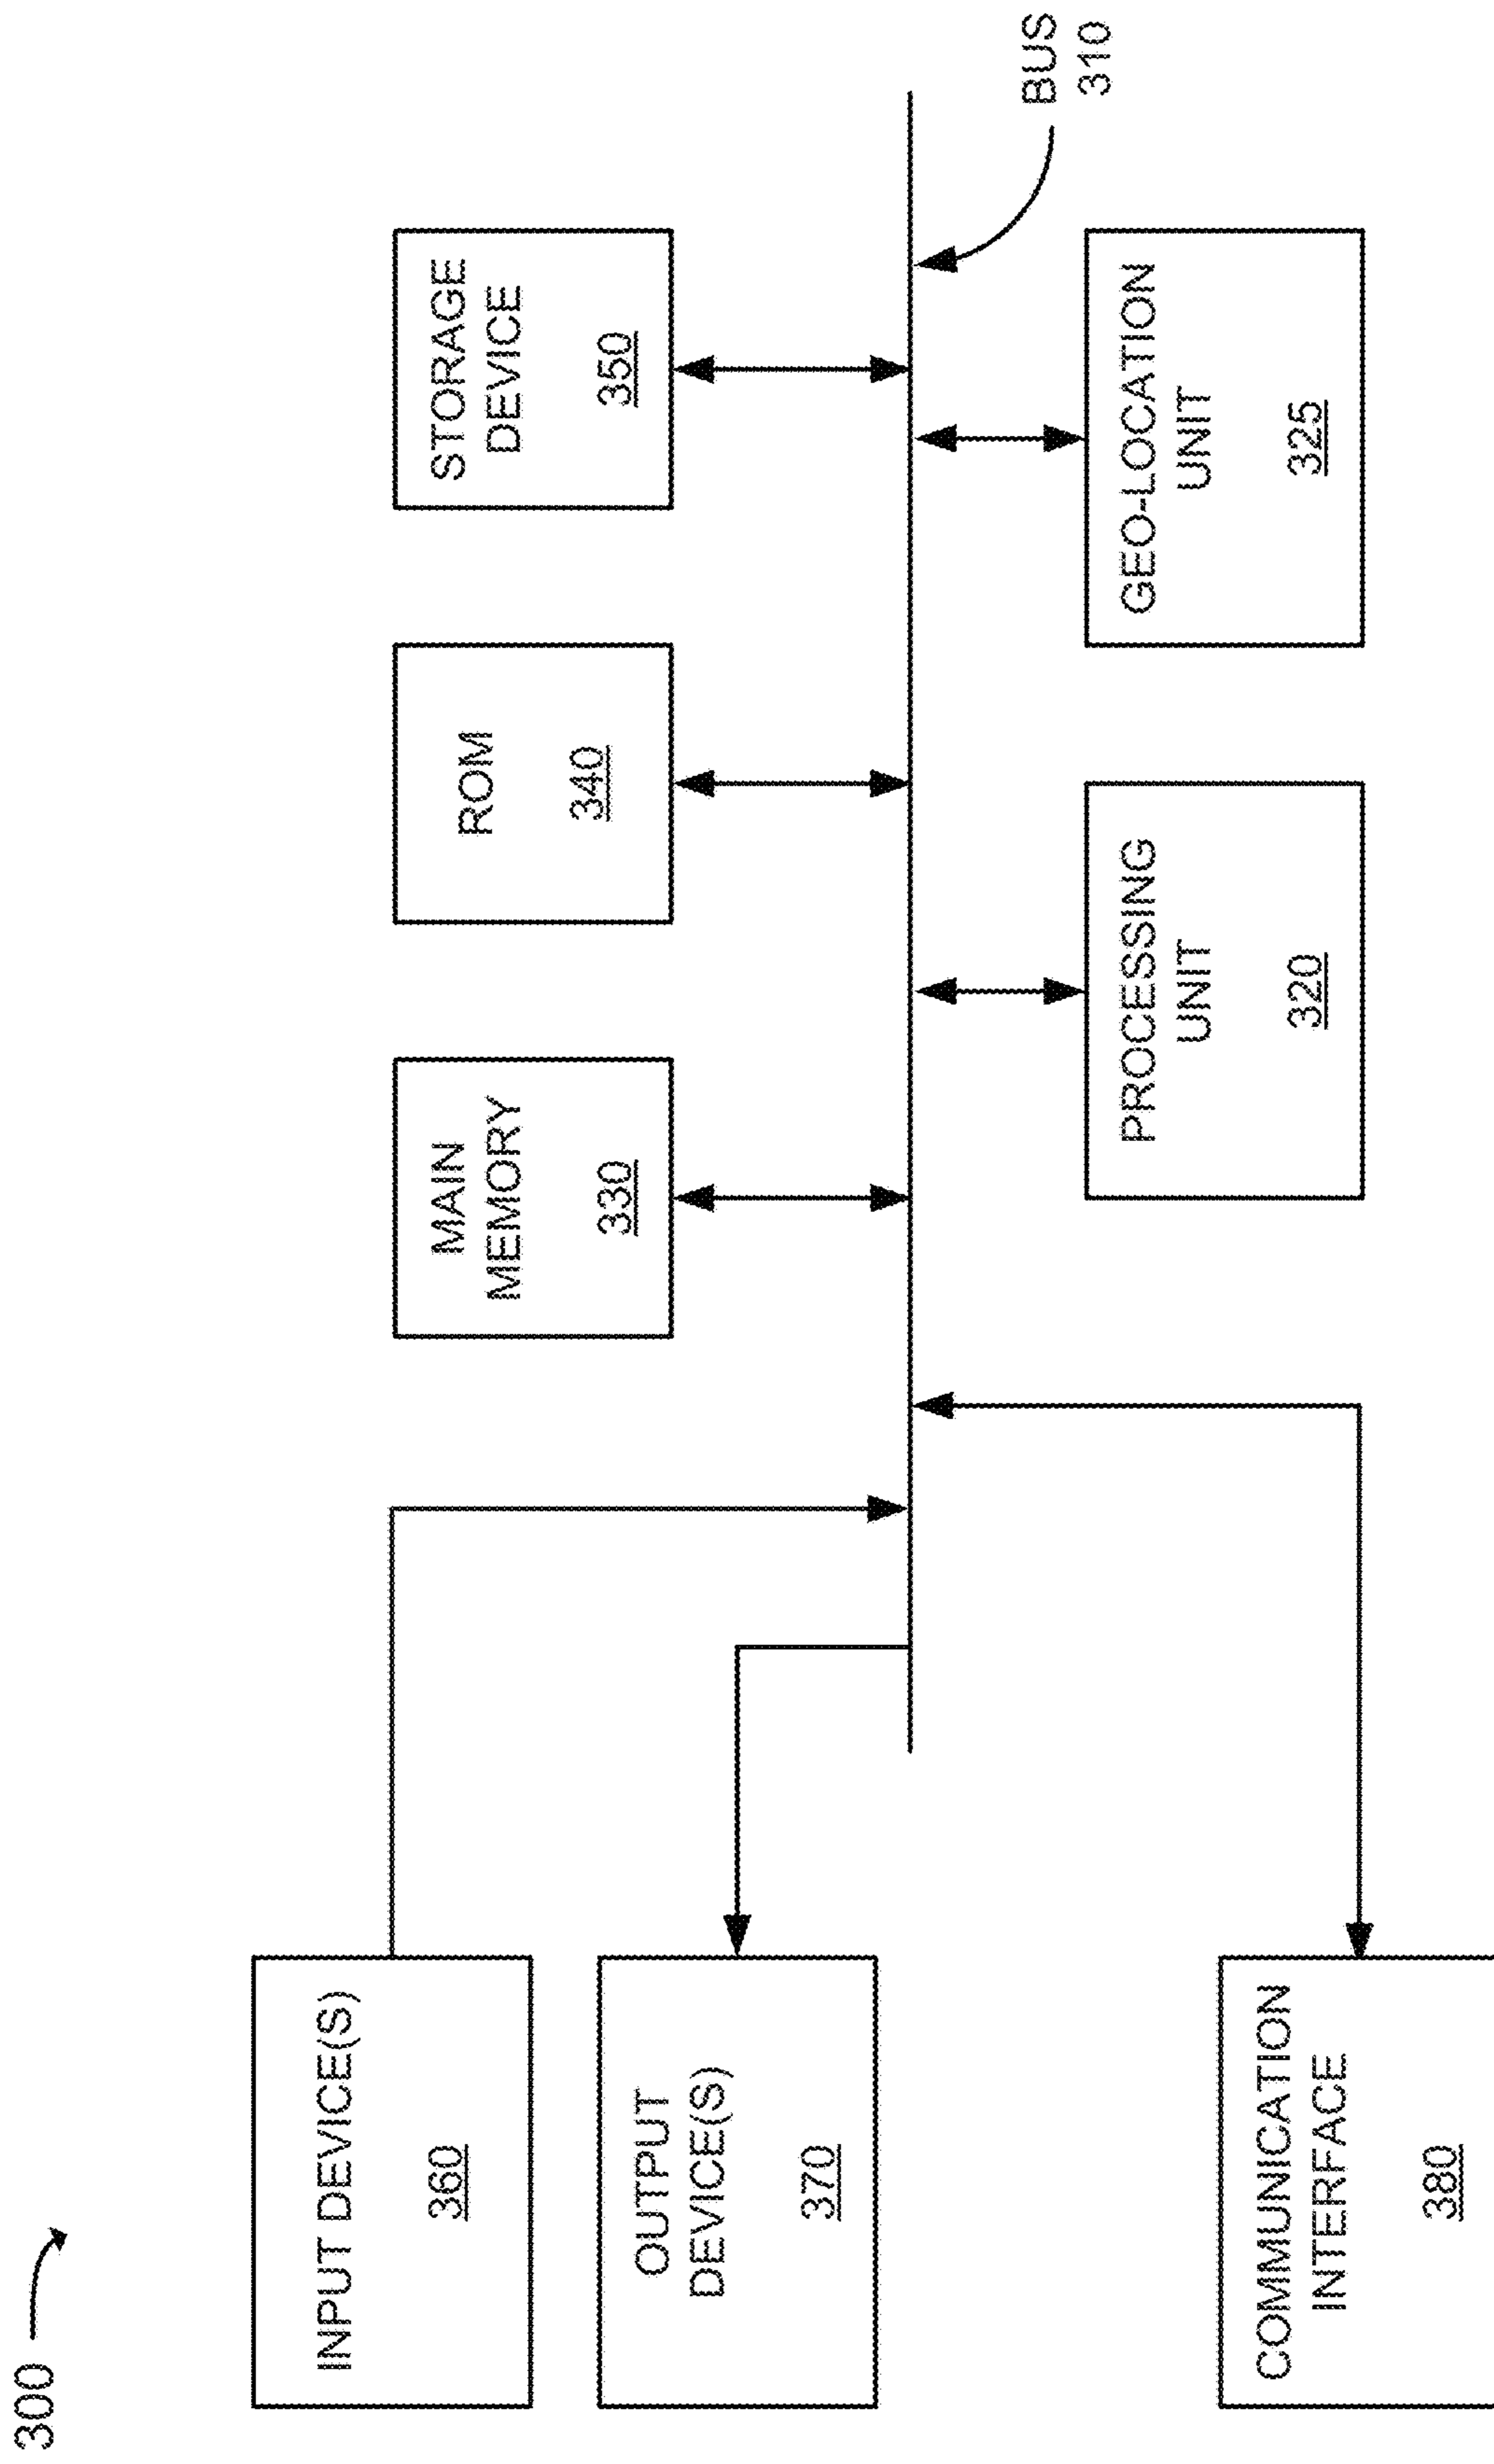 300
INPUT DEVICE(S)
360
MAIN
MEMORY
330
ROM
340
STORAGE
DEVICE
350
OUTPUT
DEVICE(S)
370
BUS
310
COMMUNICATION
INTERFACE
380
PROCESSING
UNIT
320
GEO-LOCATION
UNIT
325